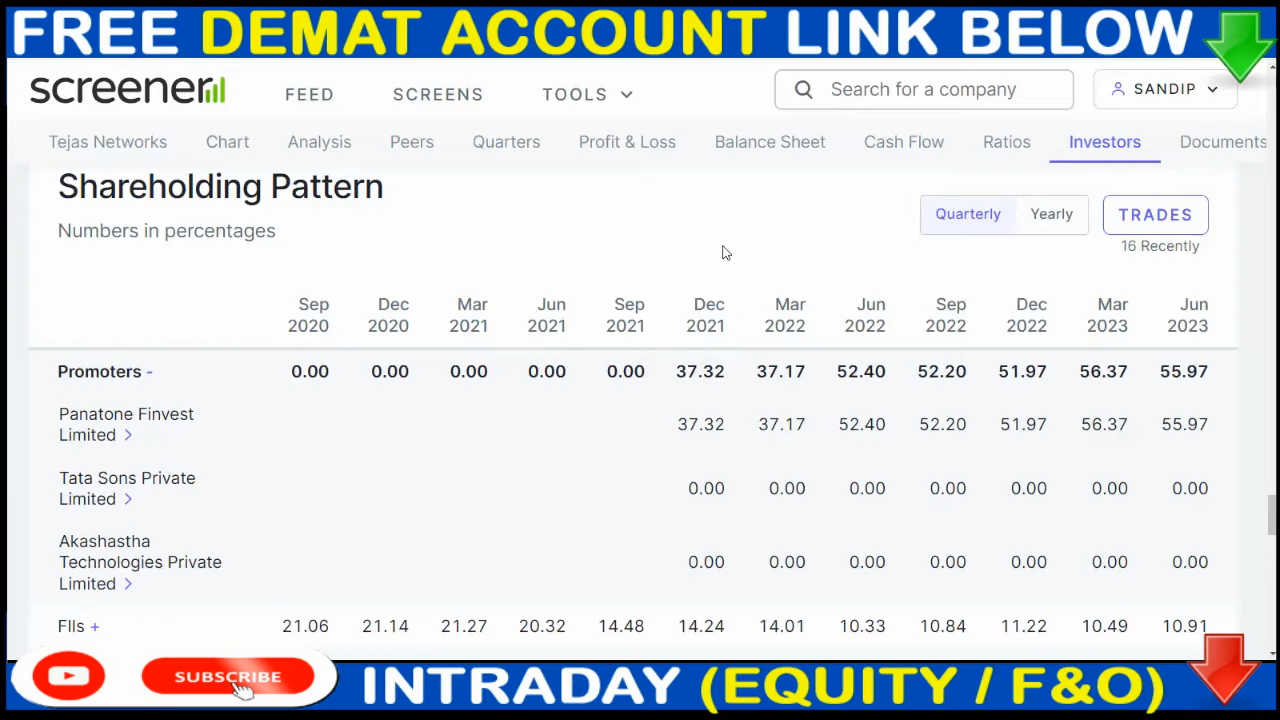 FREE DEMAT ACCOUNT LINK BELOW
screener
FEED SCREENS TOOLS
Search for a company
SANDIP
Tejas Networks Chart Analysis Peers Quarters Profit & Loss Balance Sheet Cash Flow Ratios Investors Documents
Shareholding Pattern
Numbers in percentages
Quarterly Yearly TRADES
16 Recently
Sep Dec Mar Jun Sep Dec Mar Jun Sep Dec Mar Jun
2020 2020 2021 2021 2021 2021 2022 2022 2022 2022 2023 2023
Promoters - 0.00 0.00 0.00 0.00 0.00 37.32 37.17 52.40 52.20 51.97 56.37 55.97
Panatone Finvest
Limited > 37.32 37.17 52.40 52.20 51.97 56.37 55.97
Tata Sons Private
Limited > 0.00 0.00 0.00 0.00 0.00 0.00 0.00
Akashastha
Technologies Private
Limited > 0.00 0.00 0.00 0.00 0.00 0.00 0.00
FIIs + 21.06 21.14 21.27 20.32 14.48 14.24 14.01 10.33 10.84 11.22 10.49 10.91
SUBSCRIBE
INTRADAY (EQUITY / F&O)